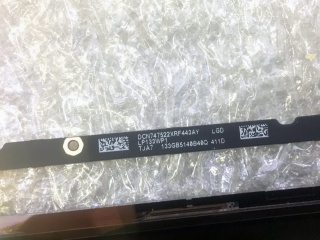 DCN747522XRF443AY LGD
LP133WP1
TJA7 133GB5148B48Q 411D